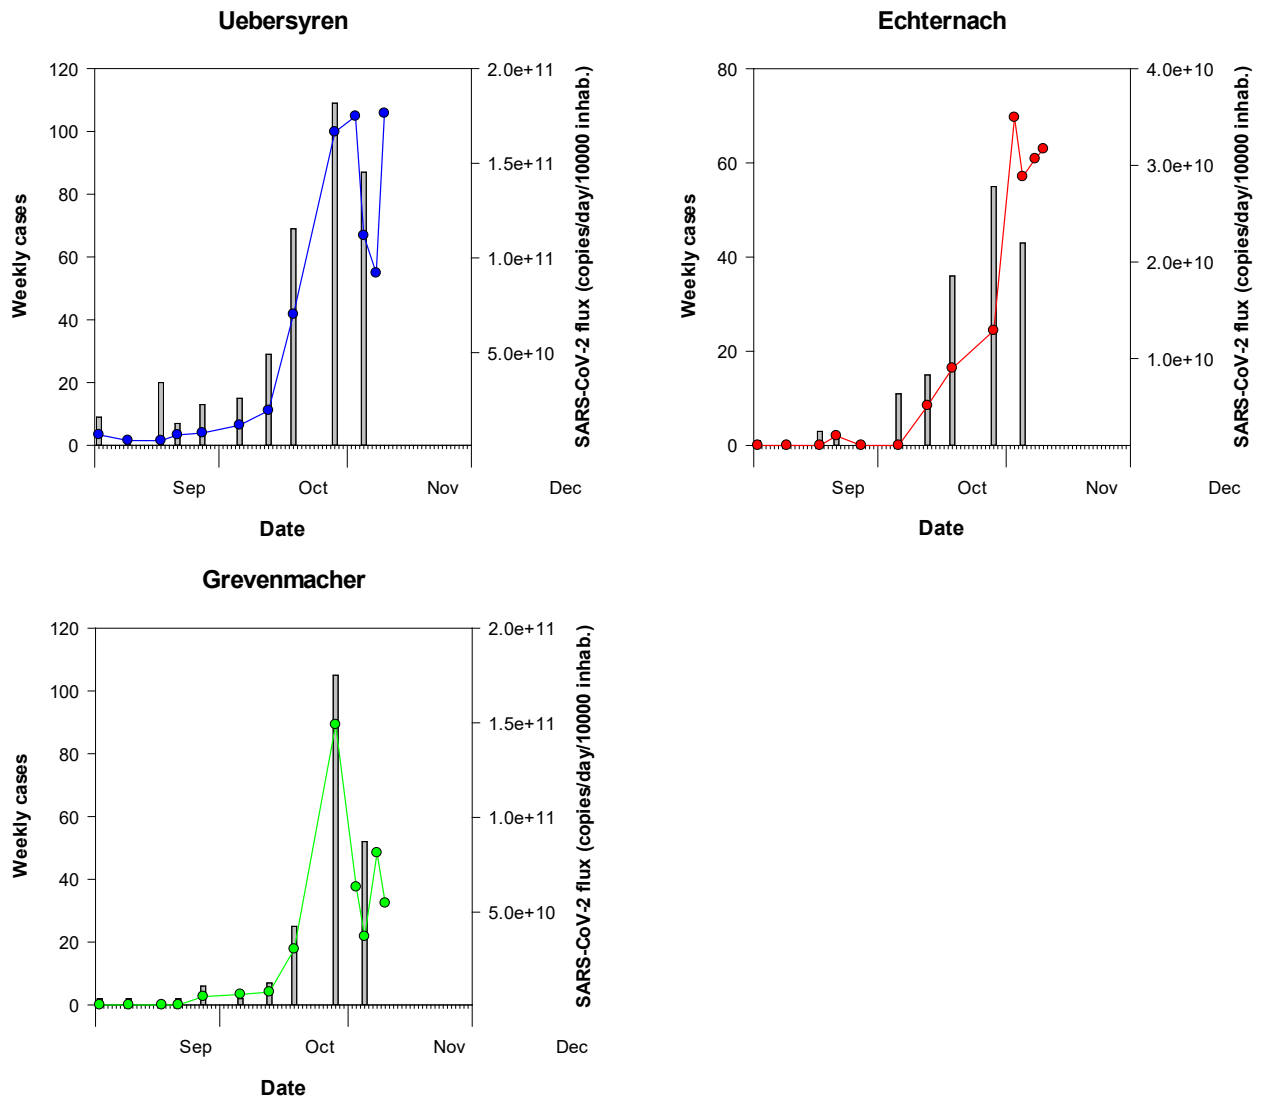 Uebersyren
120
100
80
60
40
20
0
Weekly cases
2.0e+11
1.5e+11
1.0e+11
5.0e+10
SARS-CoV-2 flux (copies/day/10000 inhab.)
Sep Oct Nov Dec
Date
Echternach
80
60
40
20
0
Weekly cases
4.0e+10
3.0e+10
2.0e+10
1.0e+10
SARS-CoV-2 flux (copies/day/10000 inhab.)
Sep Oct Nov Dec
Date
Grevenmacher
120
100
80
60
40
20
0
Weekly cases
2.0e+11
1.5e+11
1.0e+11
5.0e+10
SARS-CoV-2 flux (copies/day/10000 inhab.)
Sep Oct Nov Dec
Date